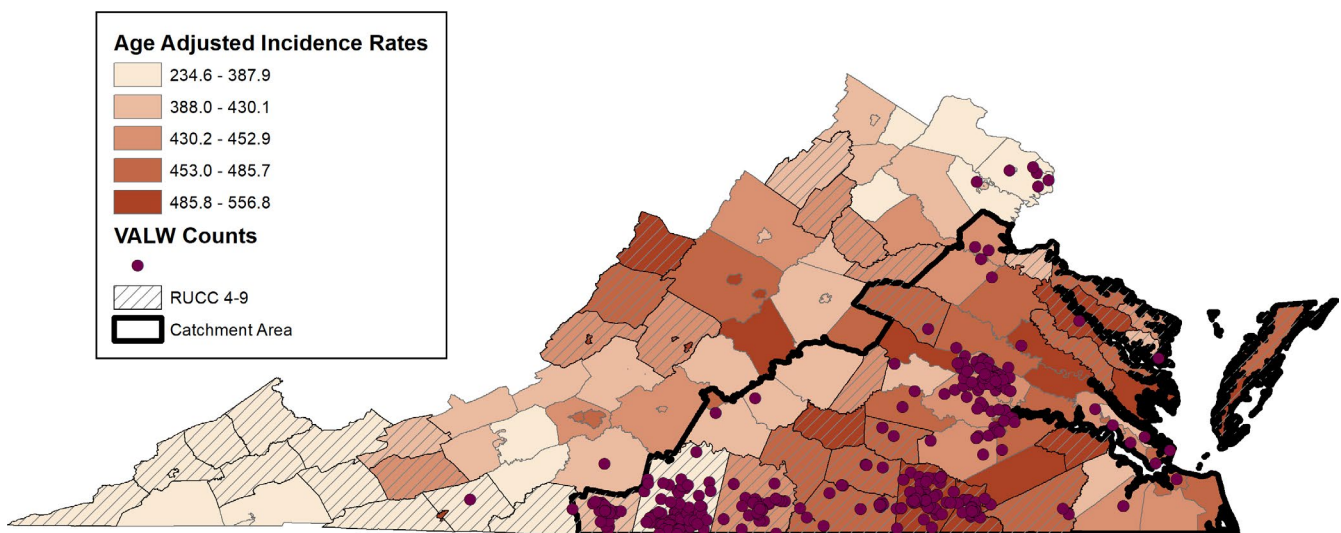 Age Adjusted Incidence Rates
234.6 - 387.9
388.0 - 430.1
430.2 - 452.9
453.0 - 485.7
485.8 - 556.8
VALW Counts
RUCC 4-9
Catchment Area